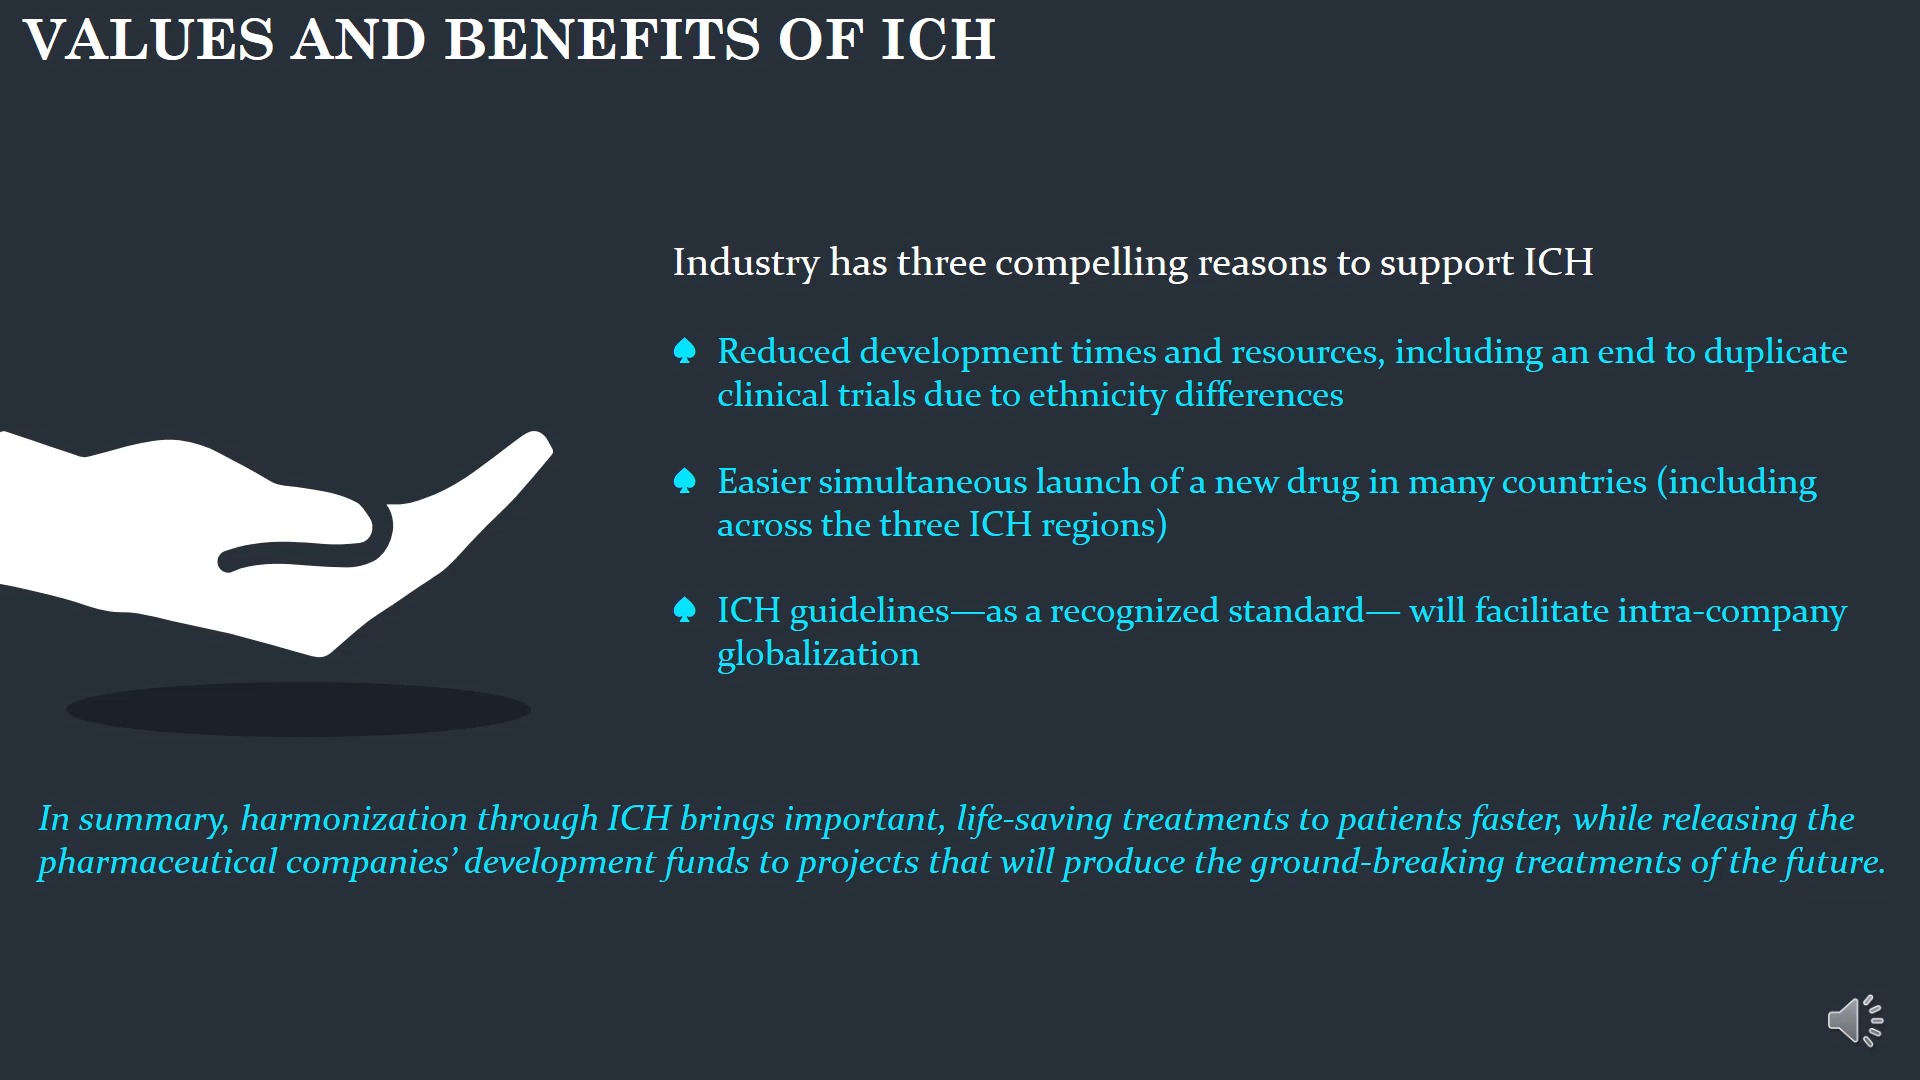 VALUES AND BENEFITS OF ICH
Industry has three compelling reasons to support ICH
♠ Reduced development times and resources, including an end to duplicate
clinical trials due to ethnicity differences
♠ Easier simultaneous launch of a new drug in many countries (including
across the three ICH regions)
♠ ICH guidelines—as a recognized standard— will facilitate intra-company
globalization
In summary, harmonization through ICH brings important, life-saving treatments to patients faster, while releasing the
pharmaceutical companies’ development funds to projects that will produce the ground-breaking treatments of the future.